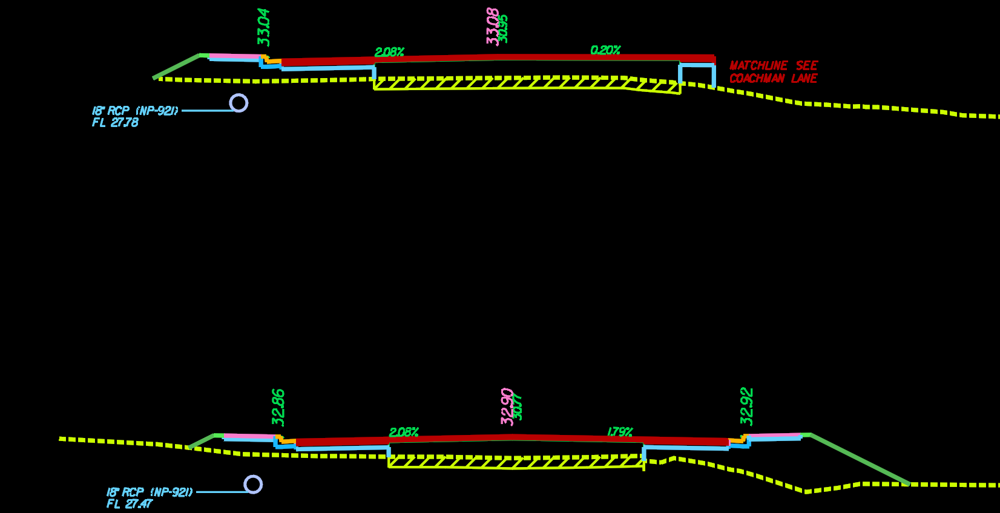 33.04
33.08
30.95
2.08%
0.20%
MATCHLINE SEE
COACHMAN LANE
18" RCP (NP-921)
FL 27.78
32.86
32.90
30.77
32.92
2.08%
1.79%
18" RCP (NP-921)
FL 27.47